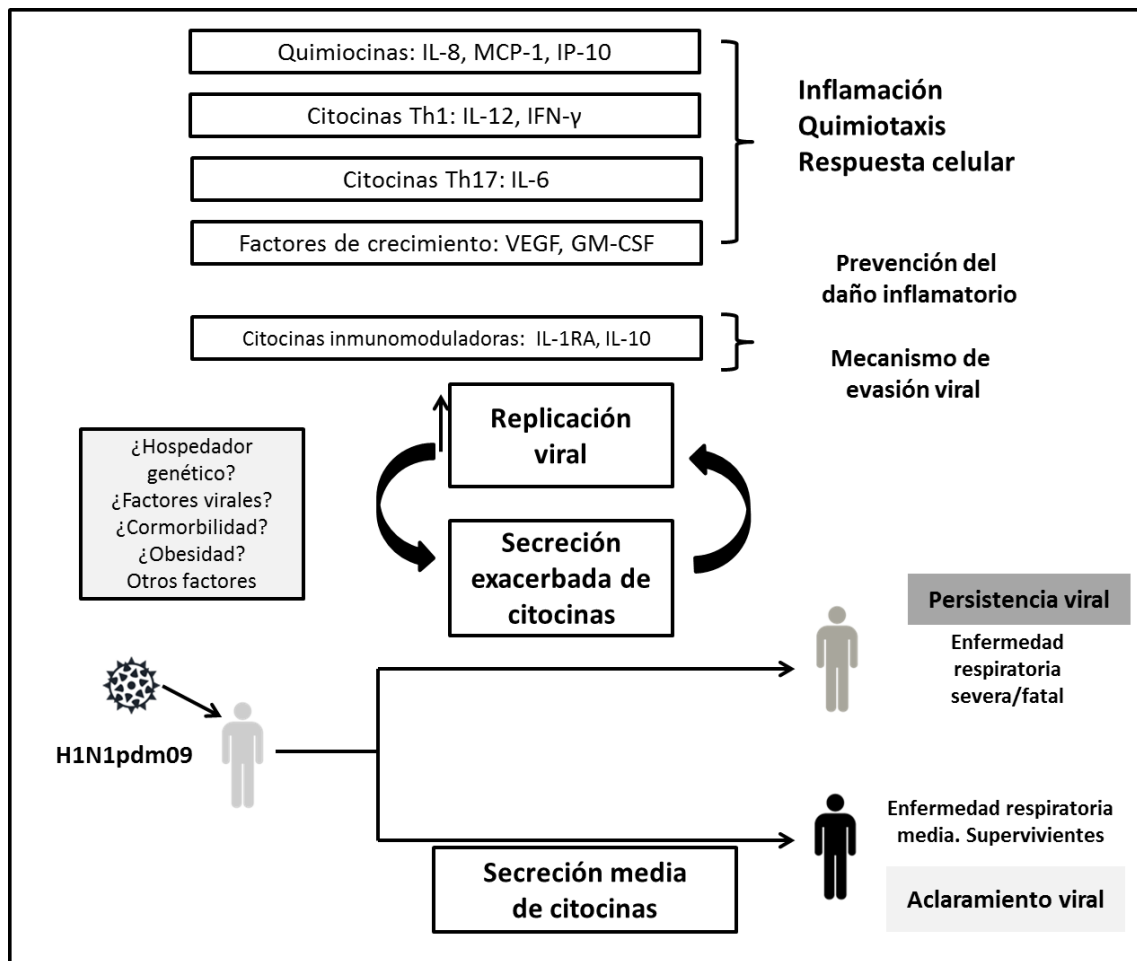 Quimiocinas: IL-8, MCP-1, IP-10
Citocinas Th1: IL-12, IFN-γ
Citocinas Th17: IL-6
Factores de crecimiento: VEGF, GM-CSF
Inflamación
Quimiotaxis
Respuesta celular
Citocinas inmunomoduladoras: IL-1RA, IL-10
Prevención del
daño inflamatorio
Mecanismo de
evasión viral
Replicación
viral
¿Hospedador
genético?
¿Factores virales?
¿Cormorbilidad?
¿Obesidad?
Otros factores
Secreción
exacerbada de
citocinas
Persistencia viral
Enfermedad
respiratoria
severa/fatal
H1N1pdm09
Enfermedad respiratoria
media. Supervivientes
Secreción media
de citocinas
Aclaramiento viral